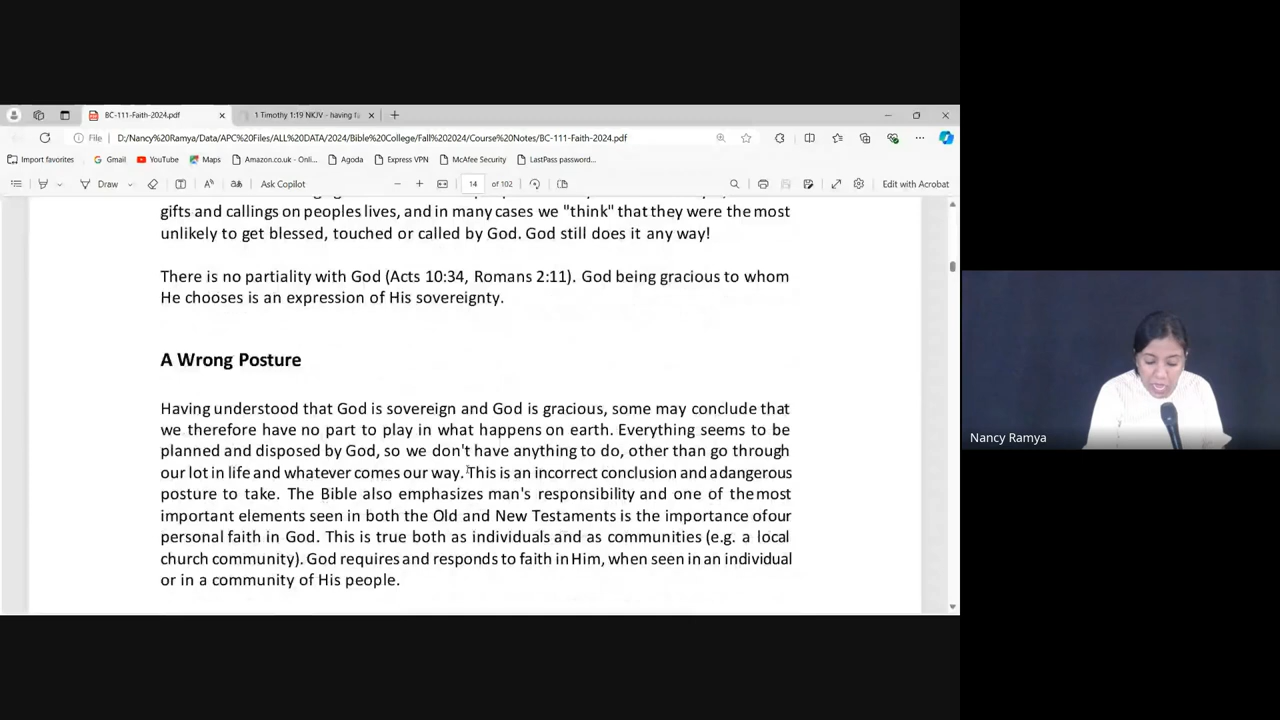 BC-111-Faith-2024.pdf
1 Timothy 1:19 NKJV - having fa
File
D:/Nancy%20Ramya/Data/APC%20Files/ALL%20DATA/2024/Bible%20College/Fall%202024/Course%20Notes/BC-111-Faith-2024.pdf
Import favorites Gmail YouTube Maps Amazon.co.uk - Onli... Agoda Express VPN McAfee Security LastPass password...
Draw Ask Copilot 14 of 102 Edit with Acrobat
gifts and callings on peoples lives, and in many cases we "think" that they were the most
unlikely to get blessed, touched or called by God. God still does it any way!
There is no partiality with God (Acts 10:34, Romans 2:11). God being gracious to whom
He chooses is an expression of His sovereignty.
A Wrong Posture
Having understood that God is sovereign and God is gracious, some may conclude that
we therefore have no part to play in what happens on earth. Everything seems to be
planned and disposed by God, so we don't have anything to do, other than go through
our lot in life and whatever comes our way. This is an incorrect conclusion and a dangerous
posture to take. The Bible also emphasizes man's responsibility and one of the most
important elements seen in both the Old and New Testaments is the importance of our
personal faith in God. This is true both as individuals and as communities (e.g. a local
church community). God requires and responds to faith in Him, when seen in an individual
or in a community of His people.
Nancy Ramya